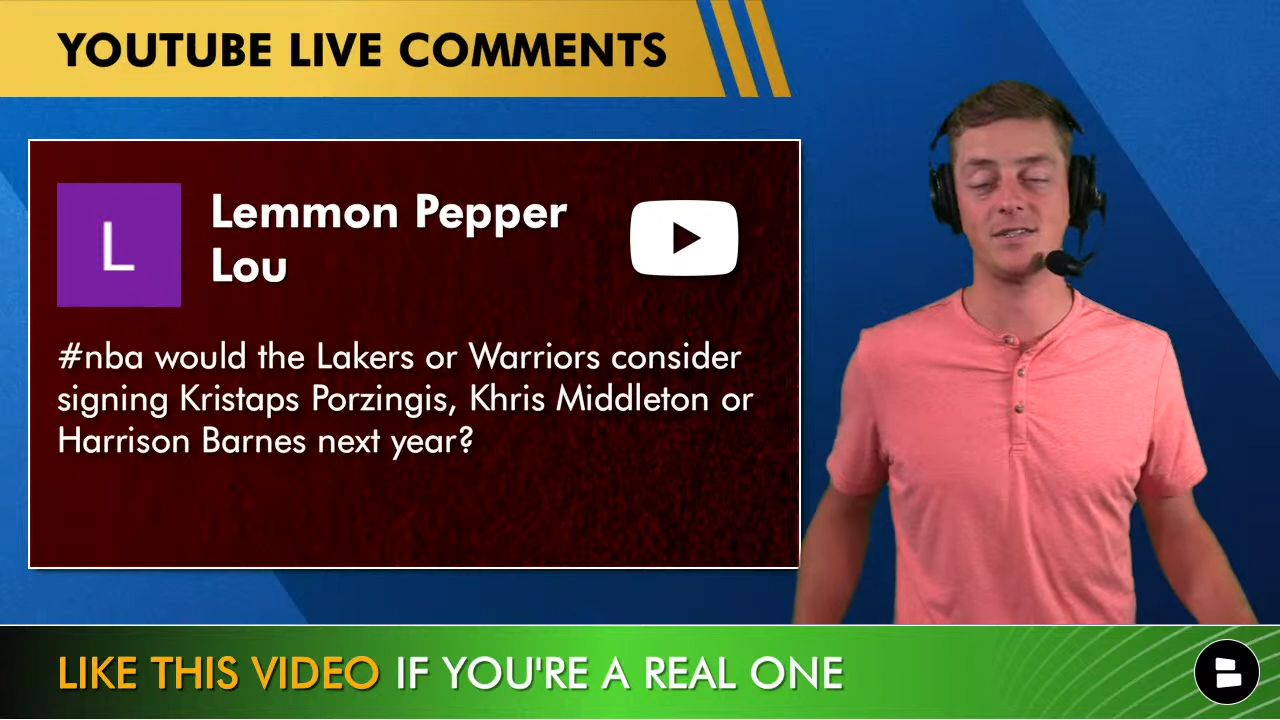 YOUTUBE LIVE COMMENTS
L
Lemmon Pepper
Lou
#nba would the Lakers or Warriors consider
signing Kristaps Porzingis, Khris Middleton or
Harrison Barnes next year?
LIKE THIS VIDEO IF YOU'RE A REAL ONE